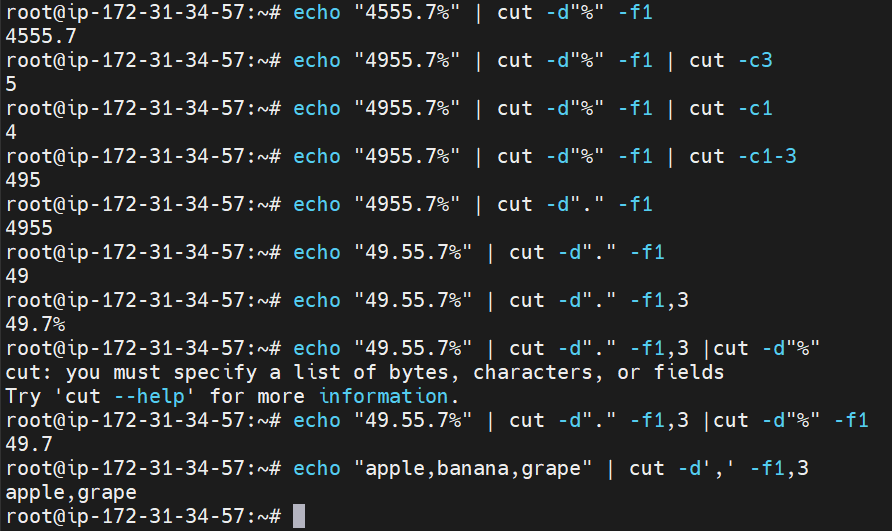 root@ip-172-31-34-57:~# echo "4555.7%" | cut -d"%" -f1
4555.7
root@ip-172-31-34-57:~# echo "4955.7%" | cut -d"%" -f1 | cut -c3
5
root@ip-172-31-34-57:~# echo "4955.7%" | cut -d"%" -f1 | cut -c1
4
root@ip-172-31-34-57:~# echo "4955.7%" | cut -d"%" -f1 | cut -c1-3
495
root@ip-172-31-34-57:~# echo "4955.7%" | cut -d"." -f1
4955
root@ip-172-31-34-57:~# echo "49.55.7%" | cut -d"." -f1
49
root@ip-172-31-34-57:~# echo "49.55.7%" | cut -d"." -f1,3
49.7%
root@ip-172-31-34-57:~# echo "49.55.7%" | cut -d"." -f1,3 |cut -d"%"
cut: you must specify a list of bytes, characters, or fields
Try 'cut --help' for more information.
root@ip-172-31-34-57:~# echo "49.55.7%" | cut -d"." -f1,3 |cut -d"%" -f1
49.7
root@ip-172-31-34-57:~# echo "apple,banana,grape" | cut -d',' -f1,3
apple,grape
root@ip-172-31-34-57:~#